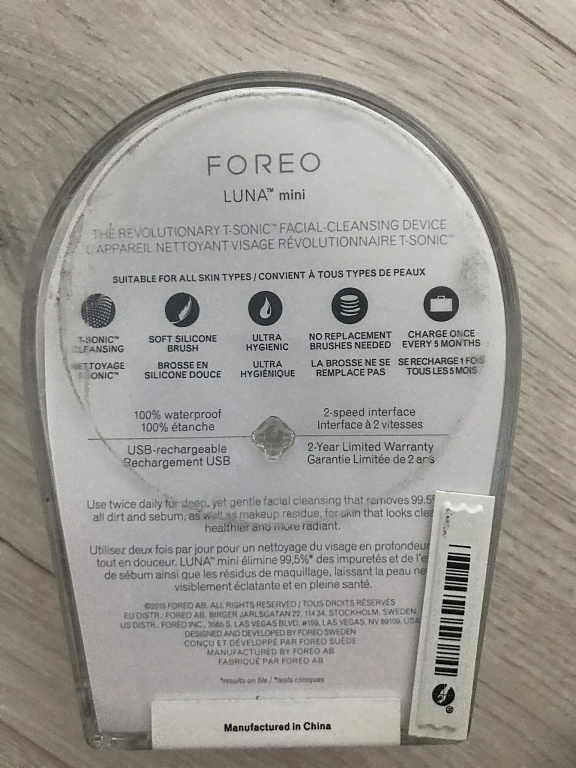 FOREO
LUNA™ mini
THE REVOLUTIONARY T-SONIC™ FACIAL-CLEANSING DEVICE
L'APPAREIL NETTOYANT VISAGE RÉVOLUTIONNAIRE T-SONIC™
SUITABLE FOR ALL SKIN TYPES / CONVIENT À TOUS TYPES DE PEAUX
T-SONIC™ CLEANSING
NETTOYAGE T-SONIC™
SOFT SILICONE BRUSH
BROSSE EN SILICONE DOUCE
ULTRA HYGIENIC
ULTRA HYGIÉNIQUE
NO REPLACEMENT BRUSHES NEEDED
LA BROSSE NE SE REMPLACE PAS
CHARGE ONCE EVERY 5 MONTHS
SE RECHARGE 1 FOIS TOUS LES 5 MOIS
100% waterproof
100% étanche
2-speed interface
Interface à 2 vitesses
USB-rechargeable
Rechargement USB
2-Year Limited Warranty
Garantie Limitée de 2 ans
Use twice daily for deep, yet gentle facial cleansing that removes 99.5
all dirt and sebum, as well as makeup residue, for skin that looks clea
healthier and more radiant.
Utilisez deux fois par jour pour un nettoyage du visage en profondeur
tout en douceur. LUNA™ mini élimine 99,5%* des impuretés et de l'e
de sébum ainsi que les résidus de maquillage, laissant la peau ne
visiblement éclatante et en pleine santé.
©2015 FOREO AB. ALL RIGHTS RESERVED / TOUS DROITS RÉSERVÉS
EU DISTR.: FOREO AB, BIRGER JARLSGATAN 22, 114 34, STOCKHOLM, SWEDEN
US DISTR.: FOREO INC., 3565 S. LAS VEGAS BLVD. #159, LAS VEGAS, NV 89109, USA
DESIGNED AND DEVELOPED BY FOREO SWEDEN
CONÇU ET DÉVELOPPÉ PAR FOREO SUÈDE
MANUFACTURED BY FOREO AB
FABRIQUÉ PAR FOREO AB
*results on file / *tests cliniques
Manufactured in China